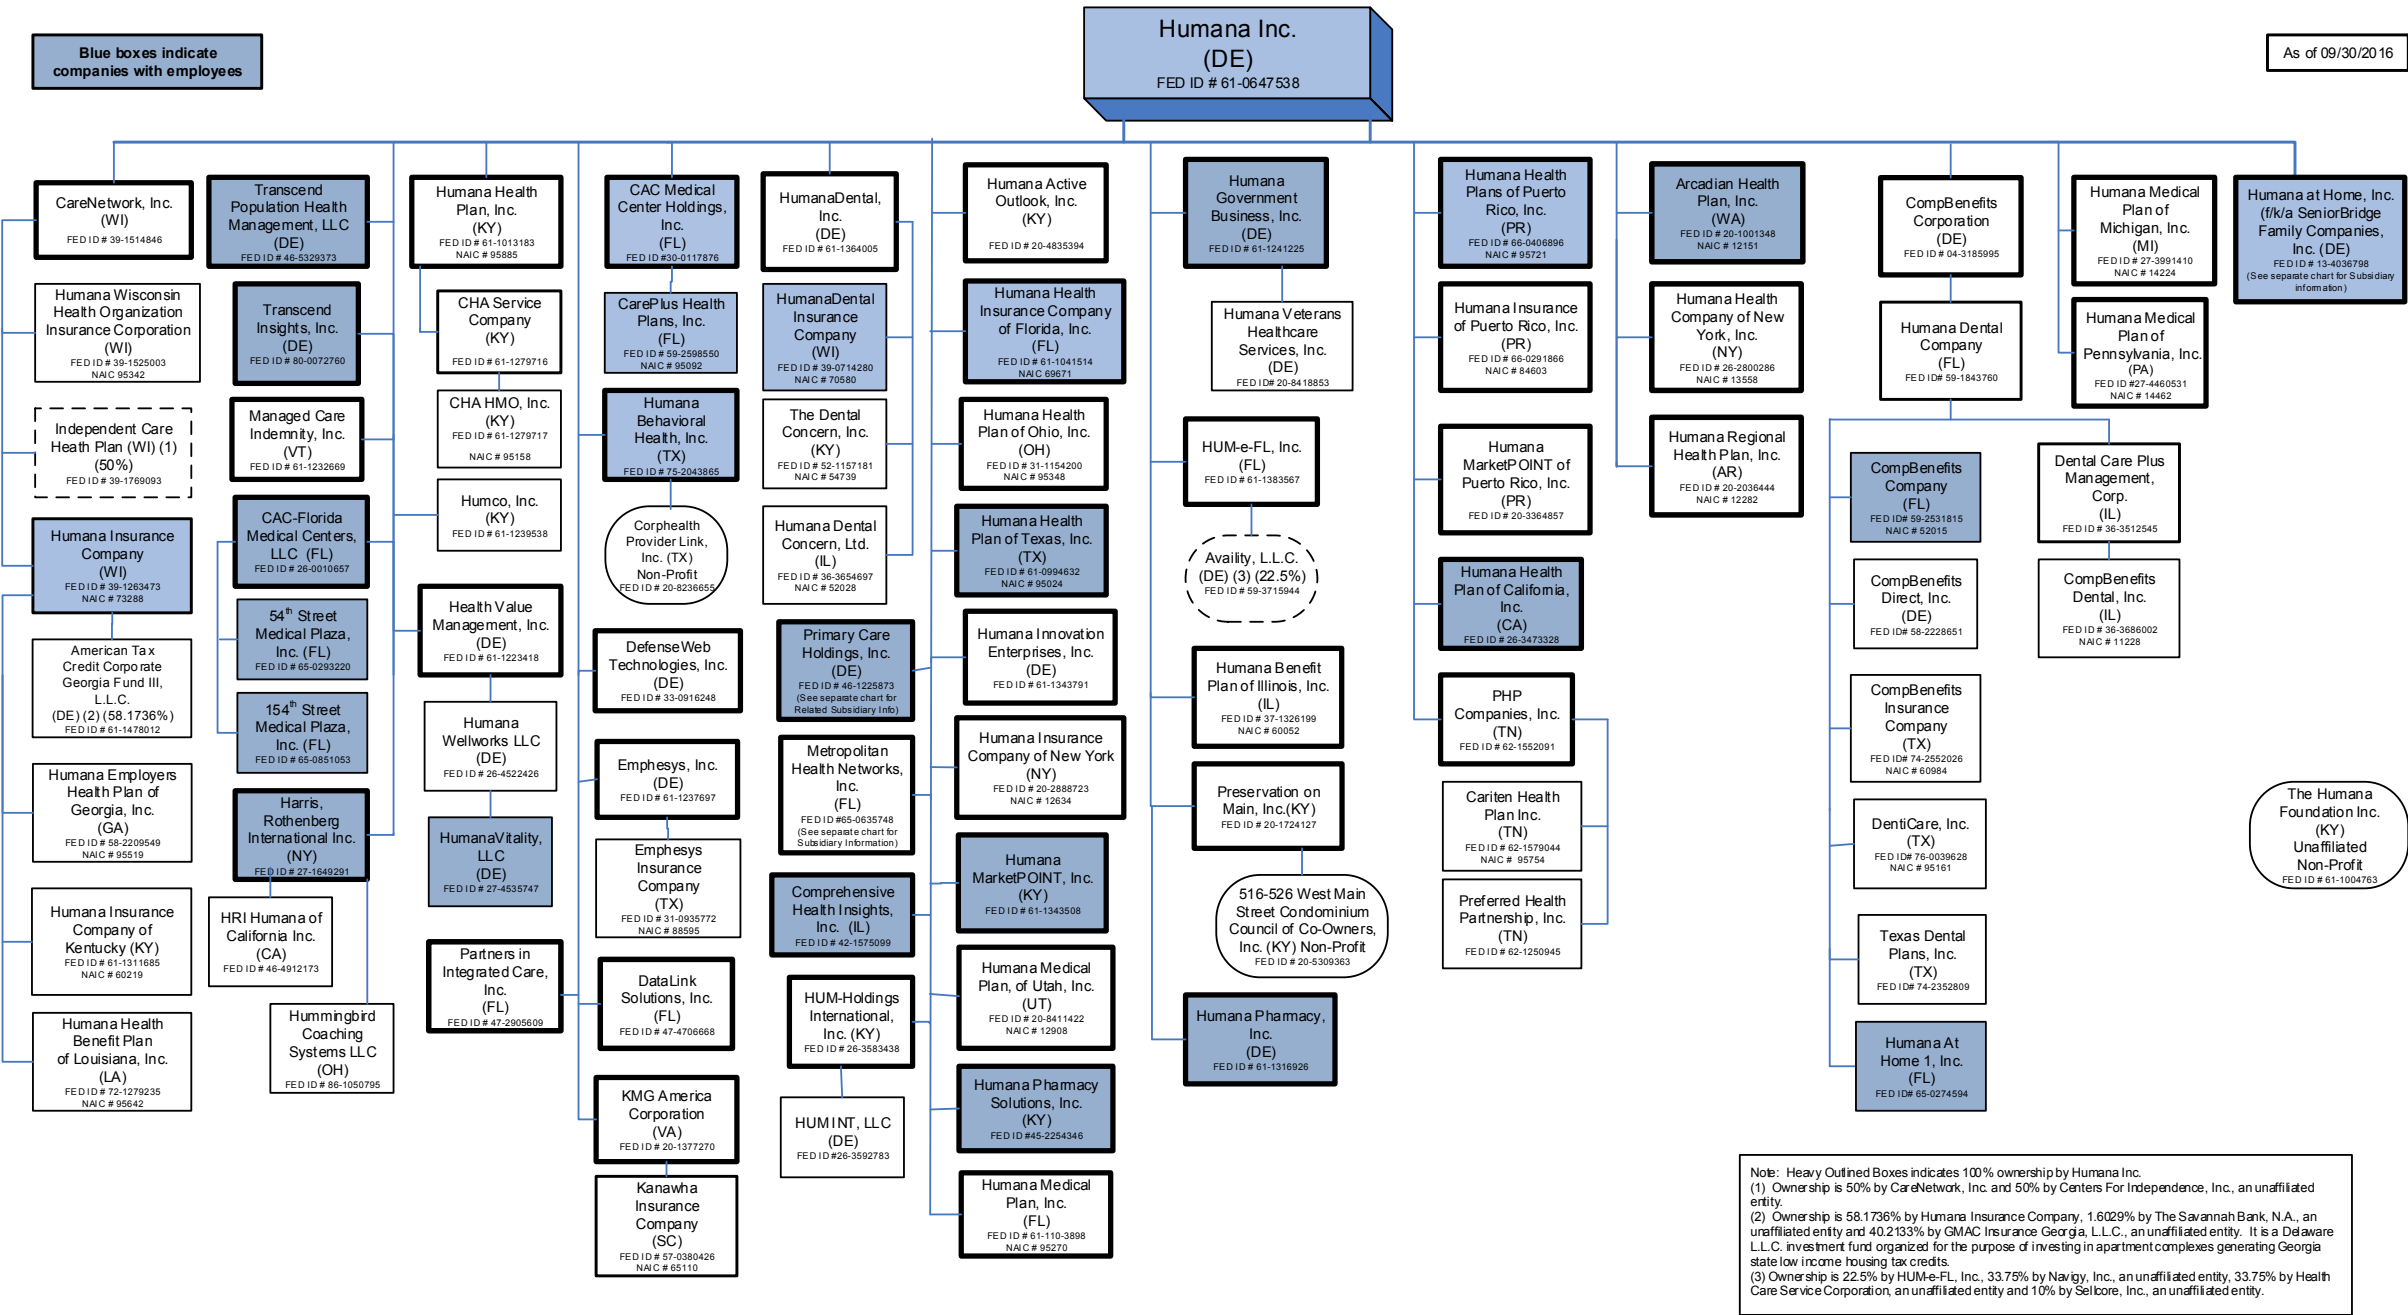 Humana Inc.
(DE)
FED ID # 61-0647538
Blue boxes indicate
companies with employees
As of 09/30/2016
CareNetwork, Inc.
(WI)
FED ID # 39-1514846
Humana Wisconsin
Health Organization
Insurance Corporation
(WI)
FED ID # 39-1525003
NAIC 95342
Independent Care
Heath Plan (WI) (1)
(50%)
FED ID # 39-1769093
Humana Insurance
Company
(WI)
FED ID # 39-1263473
NAIC # 73288
American Tax
Credit Corporate
Georgia Fund III,
L.L.C.
(DE) (2) (58.1736%)
FED ID # 61-1478012
Humana Employers
Health Plan of
Georgia, Inc.
(GA)
FED ID # 58-2209549
NAIC # 95519
Humana Insurance
Company of
Kentucky (KY)
FED ID # 61-1311685
NAIC # 60219
Humana Health
Benefit Plan
of Louisiana, Inc.
(LA)
FED ID # 72-1279235
NAIC # 95642
Transcend
Population Health
Management, LLC
(DE)
FED ID # 46-5329373
Transcend
Insights, Inc.
(DE)
FED ID # 80-0072760
Managed Care
Indemnity, Inc.
(VT)
FED ID # 61-1232669
CAC-Florida
Medical Centers,
LLC (FL)
FED ID # 26-0010657
54th Street
Medical Plaza,
Inc. (FL)
FED ID # 65-0293220
154th Street
Medical Plaza,
Inc. (FL)
FED ID # 65-0851053
Harris,
Rothenberg
International Inc.
(NY)
FED ID # 27-1649291
HRI Humana of
California Inc.
(CA)
FED ID # 46-4912173
Hummingbird
Coaching
Systems LLC
(OH)
FED ID # 86-1050795
Humana Health
Plan, Inc.
(KY)
FED ID # 61-1013183
NAIC # 95885
CHA Service
Company
(KY)
FED ID # 61-1279716
CHA HMO, Inc.
(KY)
FED ID # 61-1279717
NAIC # 95158
Humco, Inc.
(KY)
FED ID # 61-1239538
Health Value
Management, Inc.
(DE)
FED ID # 61-1223418
Humana
Wellworks LLC
(DE)
FED ID # 26-4522426
HumanaVitality,
LLC
(DE)
FED ID # 27-4535747
Partners in
Integrated Care,
Inc.
(FL)
FED ID # 47-2905609
CAC Medical
Center Holdings,
Inc.
(FL)
FED ID #30-0117876
CarePlus Health
Plans, Inc.
(FL)
FED ID # 59-2598550
NAIC # 95092
Humana
Behavioral
Health, Inc.
(TX)
FED ID # 75-2043865
Corphealth
Provider Link,
Inc. (TX)
Non-Profit
FED ID # 20-8236655
DefenseWeb
Technologies, Inc.
(DE)
FED ID # 33-0916248
Emphesys, Inc.
(DE)
FED ID # 61-1237697
Emphesys
Insurance
Company
(TX)
FED ID # 31-0935772
NAIC # 88595
DataLink
Solutions, Inc.
(FL)
FED ID # 47-4706668
KMG America
Corporation
(VA)
FED ID # 20-1377270
Kanawha
Insurance
Company
(SC)
FED ID # 57-0380426
NAIC # 65110
HumanaDental,
Inc.
(DE)
FED ID # 61-1364005
HumanaDental
Insurance
Company
(WI)
FED ID # 39-0714280
NAIC # 70580
The Dental
Concern, Inc.
(KY)
FED ID # 52-1157181
NAIC # 54739
Humana Dental
Concern, Ltd.
(IL)
FED ID # 36-3654697
NAIC # 52028
Primary Care
Holdings, Inc.
(DE)
FED ID # 46-1225873
(See separate chart for
Related Subsidiary Info)
Metropolitan
Health Networks,
Inc.
(FL)
FED ID #65-0635748
(See separate chart for
Subsidiary Information)
Comprehensive
Health Insights,
Inc. (IL)
FED ID # 42-1575099
HUM-Holdings
International,
Inc. (KY)
FED ID # 26-3583438
HUM INT, LLC
(DE)
FED ID #26-3592783
Humana Active
Outlook, Inc.
(KY)
FED ID # 20-4835394
Humana Health
Insurance Company
of Florida, Inc.
(FL)
FED ID # 61-1041514
NAIC 69671
Humana Health
Plan of Ohio, Inc.
(OH)
FED ID # 31-1154200
NAIC # 95348
Humana Health
Plan of Texas, Inc.
(TX)
FED ID # 61-0994632
NAIC # 95024
Humana Innovation
Enterprises, Inc.
(DE)
FED ID # 61-1343791
Humana Insurance
Company of New York
(NY)
FED ID # 20-2888723
NAIC # 12634
Humana
MarketPOINT, Inc.
(KY)
FED ID # 61-1343508
Humana Medical
Plan, of Utah, Inc.
(UT)
FED ID # 20-8411422
NAIC # 12908
Humana Pharmacy
Solutions, Inc.
(KY)
FED ID #45-2254346
Humana Medical
Plan, Inc.
(FL)
FED ID # 61-110-3898
NAIC # 95270
Humana
Government
Business, Inc.
(DE)
FED ID # 61-1241225
Humana Veterans
Healthcare
Services, Inc.
(DE)
FED ID# 20-8418853
HUM-e-FL, Inc.
(FL)
FED ID # 61-1383567
Availity, L.L.C.
(DE) (3) (22.5%)
FED ID # 59-3715944
Humana Benefit
Plan of Illinois, Inc.
(IL)
FED ID # 37-1326199
NAIC # 60052
Preservation on
Main, Inc.(KY)
FED ID # 20-1724127
516-526 West Main
Street Condominium
Council of Co-Owners,
Inc. (KY) Non-Profit
FED ID # 20-5309363
Humana Pharmacy,
Inc.
(DE)
FED ID # 61-1316926
Humana Health
Plans of Puerto
Rico, Inc.
(PR)
FED ID # 66-0406896
NAIC # 95721
Humana Insurance
of Puerto Rico, Inc.
(PR)
FED ID # 66-0291866
NAIC # 84603
Humana
MarketPOINT of
Puerto Rico, Inc.
(PR)
FED ID # 20-3364857
Humana Health
Plan of California,
Inc.
(CA)
FED ID # 26-3473328
PHP
Companies, Inc.
(TN)
FED ID # 62-1552091
Cariten Health
Plan Inc.
(TN)
FED ID # 62-1579044
NAIC # 95754
Preferred Health
Partnership, Inc.
(TN)
FED ID # 62-1250945
Arcadian Health
Plan, Inc.
(WA)
FED ID # 20-1001348
NAIC # 12151
Humana Health
Company of New
York, Inc.
(NY)
FED ID # 26-2800286
NAIC # 13558
Humana Regional
Health Plan, Inc.
(AR)
FED ID # 20-2036444
NAIC # 12282
CompBenefits
Corporation
(DE)
FED ID # 04-3185995
Humana Dental
Company
(FL)
FED ID# 59-1843760
CompBenefits
Company
(FL)
FED ID# 59-2531815
NAIC # 52015
CompBenefits
Direct, Inc.
(DE)
FED ID# 58-2228651
CompBenefits
Insurance
Company
(TX)
FED ID# 74-2552026
NAIC # 60984
DentiCare, Inc.
(TX)
FED ID# 76-0039628
NAIC # 95161
Texas Dental
Plans, Inc.
(TX)
FED ID# 74-2352809
Humana At
Home 1, Inc.
(FL)
FED ID# 65-0274594
Dental Care Plus
Management,
Corp.
(IL)
FED ID # 36-3512545
CompBenefits
Dental, Inc.
(IL)
FED ID # 36-3686002
NAIC # 11228
Humana Medical
Plan of
Michigan, Inc.
(MI)
FED ID # 27-3991410
NAIC # 14224
Humana Medical
Plan of
Pennsylvania, Inc.
(PA)
FED ID #27-4460531
NAIC # 14462
Humana at Home, Inc.
(f/k/a SeniorBridge
Family Companies,
Inc. (DE)
FED ID # 13-4036798
(See separate chart for Subsidiary
information)
The Humana
Foundation Inc.
(KY)
Unaffiliated
Non-Profit
FED ID # 61-1004763
Note: Heavy Outlined Boxes indicates 100% ownership by Humana Inc.
(1) Ownership is 50% by CareNetwork, Inc. and 50% by Centers For Independence, Inc., an unaffiliated
entity.
(2) Ownership is 58.1736% by Humana Insurance Company, 1.6029% by The Savannah Bank, N.A., an
unaffiliated entity and 40.2133% by GMAC Insurance Georgia, L.L.C., an unaffiliated entity. It is a Delaware
L.L.C. investment fund organized for the purpose of investing in apartment complexes generating Georgia
state low income housing tax credits.
(3) Ownership is 22.5% by HUM-e-FL, Inc., 33.75% by Navigy, Inc., an unaffiliated entity, 33.75% by Health
Care Service Corporation, an unaffiliated entity and 10% by Sellcore, Inc., an unaffiliated entity.